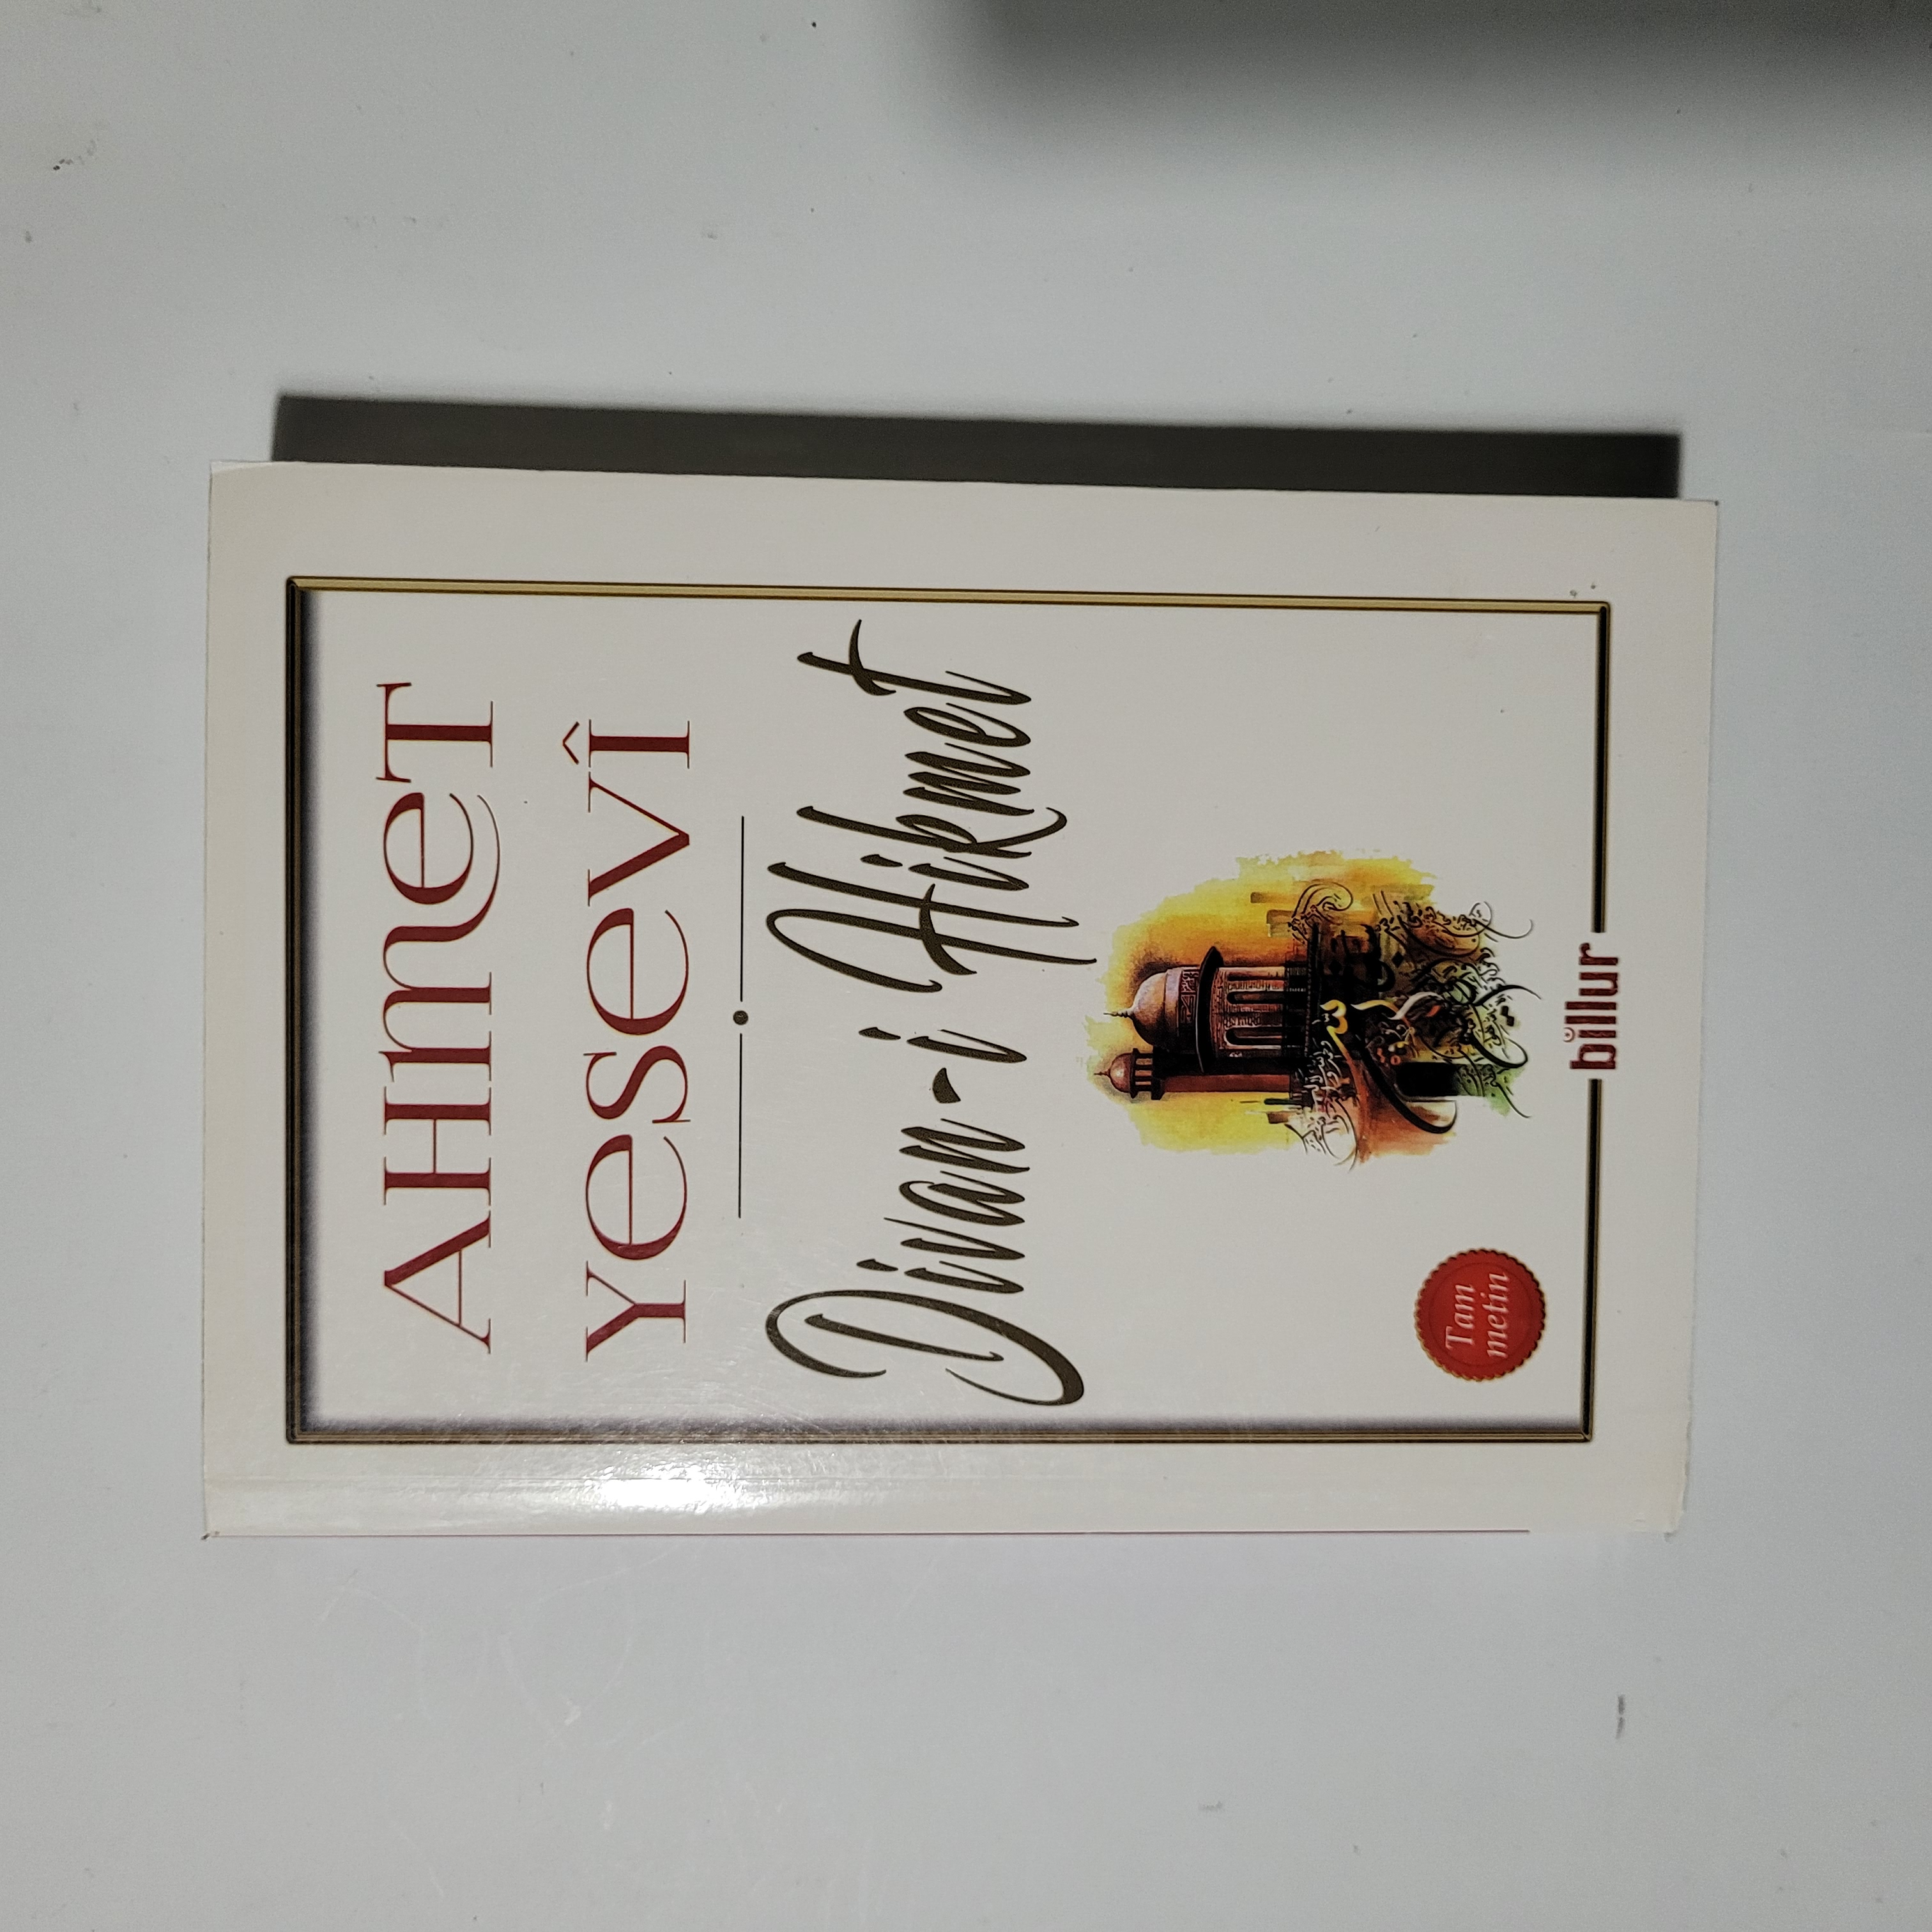 AHmeT
Yesevî
Divan-i Hikmet
Tam
metin
billur